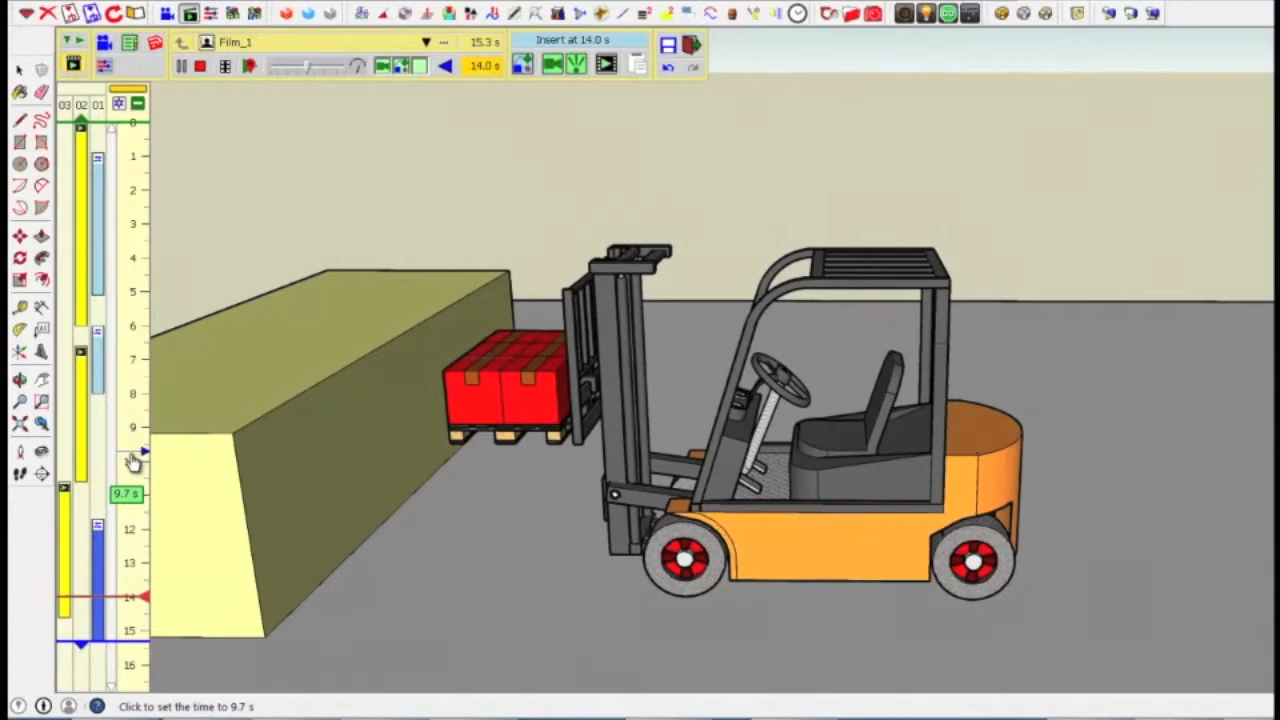 Film_1
...
15.3 s
Insert at 14.0 s
14.0 s
03 02 01
0
1
2
3
4
5
6
7
8
9
9.7 s
12
13
14
15
16
Click to set the time to 9.7 s